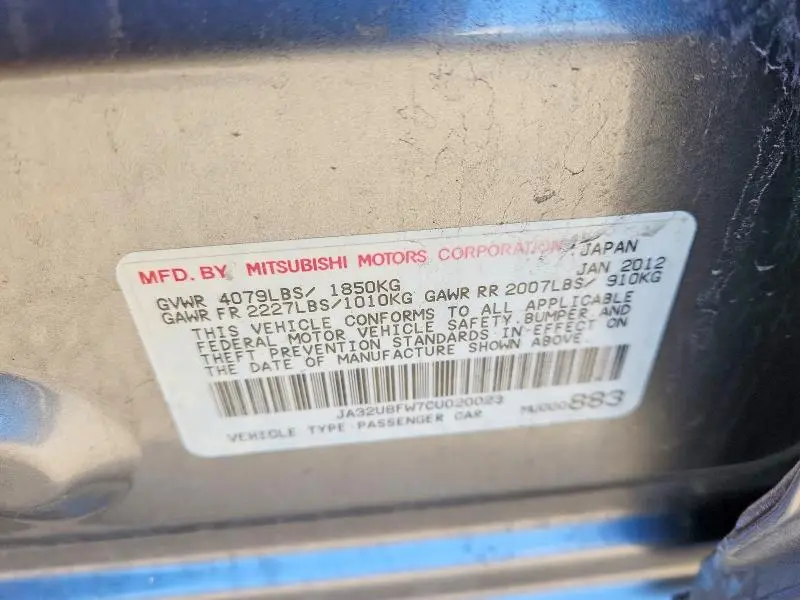 MFD. BY MITSUBISHI MOTORS CORPORATION JAPAN
JAN 2012
GVWR 4079LBS/ 1850KG
GAWR FR 2227LBS/1010KG GAWR RR 2007LBS/ 910KG
THIS VEHICLE CONFORMS TO ALL APPLICABLE
FEDERAL MOTOR VEHICLE SAFETY,BUMPER AND
THEFT PREVENTION STANDARDS IN-EFFECT ON
THE DATE OF MANUFACTURE SHOWN ABOVE.
JA32U8FW7CU020023 MU000883
VEHICLE TYPE:PASSENGER CAR